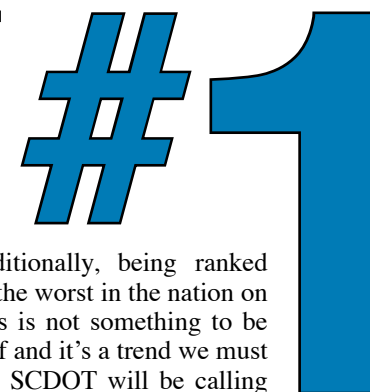 #1
being ranked
the worst in the nation on
is not something to be
and it's a trend we must
SCDOT will be calling